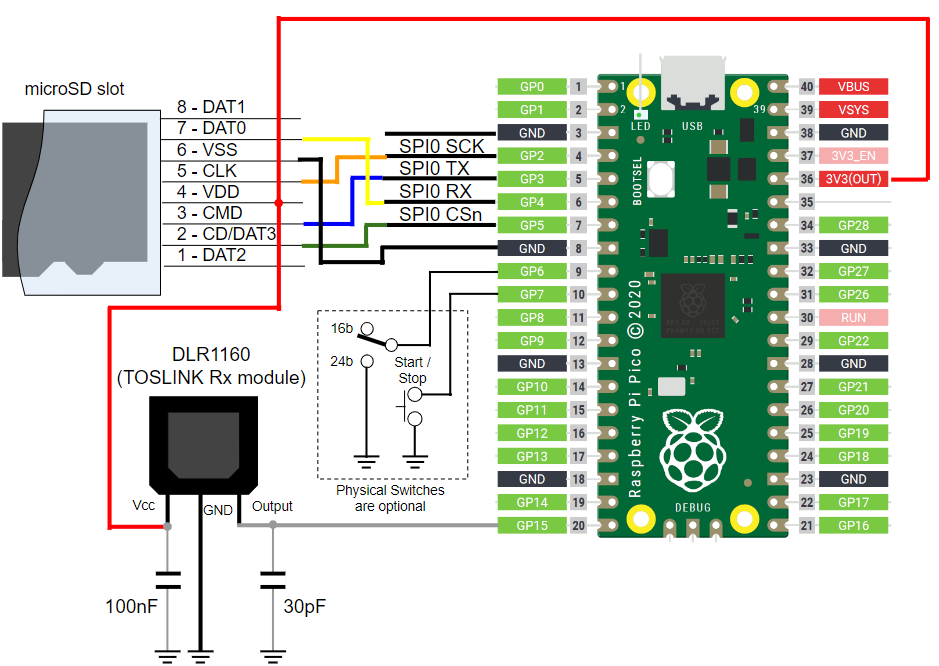 microSD slot
8 - DAT1
7 - DAT0
6 - VSS
5 - CLK
4 - VDD
3 - CMD
2 - CD/DAT3
1 - DAT2
SPI0 SCK
SPI0 TX
SPI0 RX
SPI0 CSn
GP0 1
GP1 2
GND 3
GP2 4
GP3 5
GP4 6
GP5 7
GND 8
GP6 9
GP7 10
GP8 11
GP9 12
GND 13
GP10 14
GP11 15
GP12 16
GP13 17
GND 18
GP14 19
GP15 20
1
2
39
LED
USB
BOOTSEL
Raspberry Pi Pico © 2020
DEBUG
40 VBUS
39 VSYS
38 GND
37 3V3_EN
36 3V3(OUT)
35
34 GP28
33 GND
32 GP27
31 GP26
30 RUN
29 GP22
28 GND
27 GP21
26 GP20
25 GP19
24 GP18
23 GND
22 GP17
21 GP16
16b
24b
Start /
Stop
Physical Switches
are optional
DLR1160
(TOSLINK Rx module)
Vcc
GND
Output
100nF
30pF